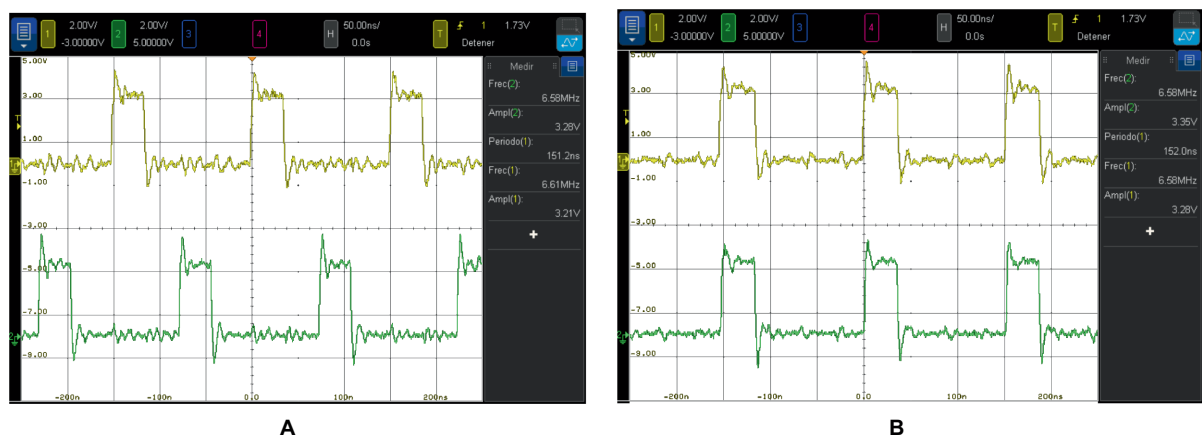 1 2.00V/ -3.00000V 2 2.00V/ 5.00000V 3 4 H 50.00ns/ 0.0s T 1 1.73V Detener
5.00V
3.00
1.00
-1.00
-3.00
-5.00
-7.00
-9.00
-200n -100n 0.0 100n 200ns
Medir
Frec(2):
6.58MHz
Ampl(2):
3.28V
Periodo(1):
151.2ns
Frec(1):
6.61MHz
Ampl(1):
3.21V
+
A
1 2.00V/ -3.00000V 2 2.00V/ 5.00000V 3 4 H 50.00ns/ 0.0s T 1 1.73V Detener
5.00V
3.00
1.00
-1.00
-3.00
-5.00
-7.00
-9.00
-200n -100n 0.0 100n 200ns
Medir
Frec(2):
6.58MHz
Ampl(2):
3.35V
Periodo(1):
152.0ns
Frec(1):
6.58MHz
Ampl(1):
3.28V
+
B